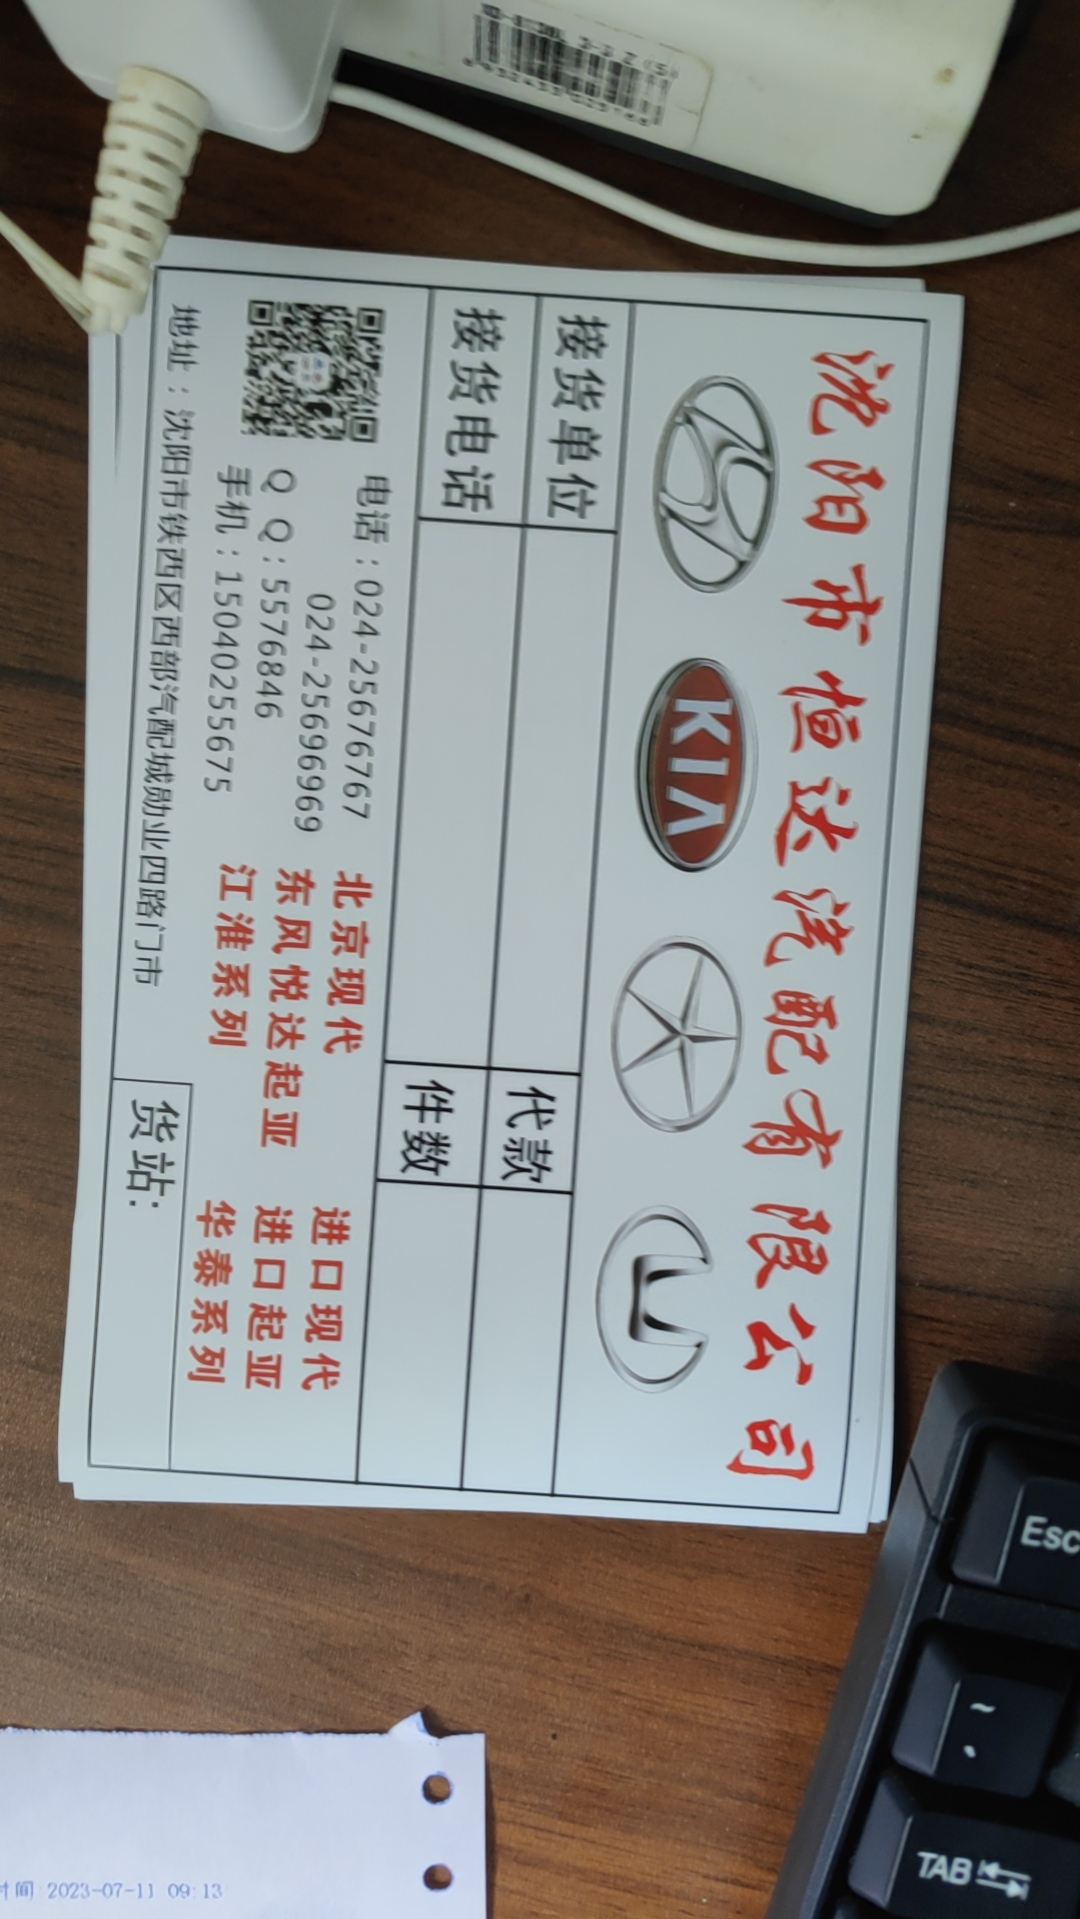 沈阳市恒达汽配有限公司
KIA
接货单位
代款
接货电话
件数
电话：024-25676767
024-25696969
Q Q：5576846
手机：15040255675
北京现代
进口现代
东风悦达起亚
进口起亚
江淮系列
华泰系列
地址：沈阳市铁西区西部汽配城勋业四路门市
货站:
Esc
~
TAB
时间 2023-07-11 09:13